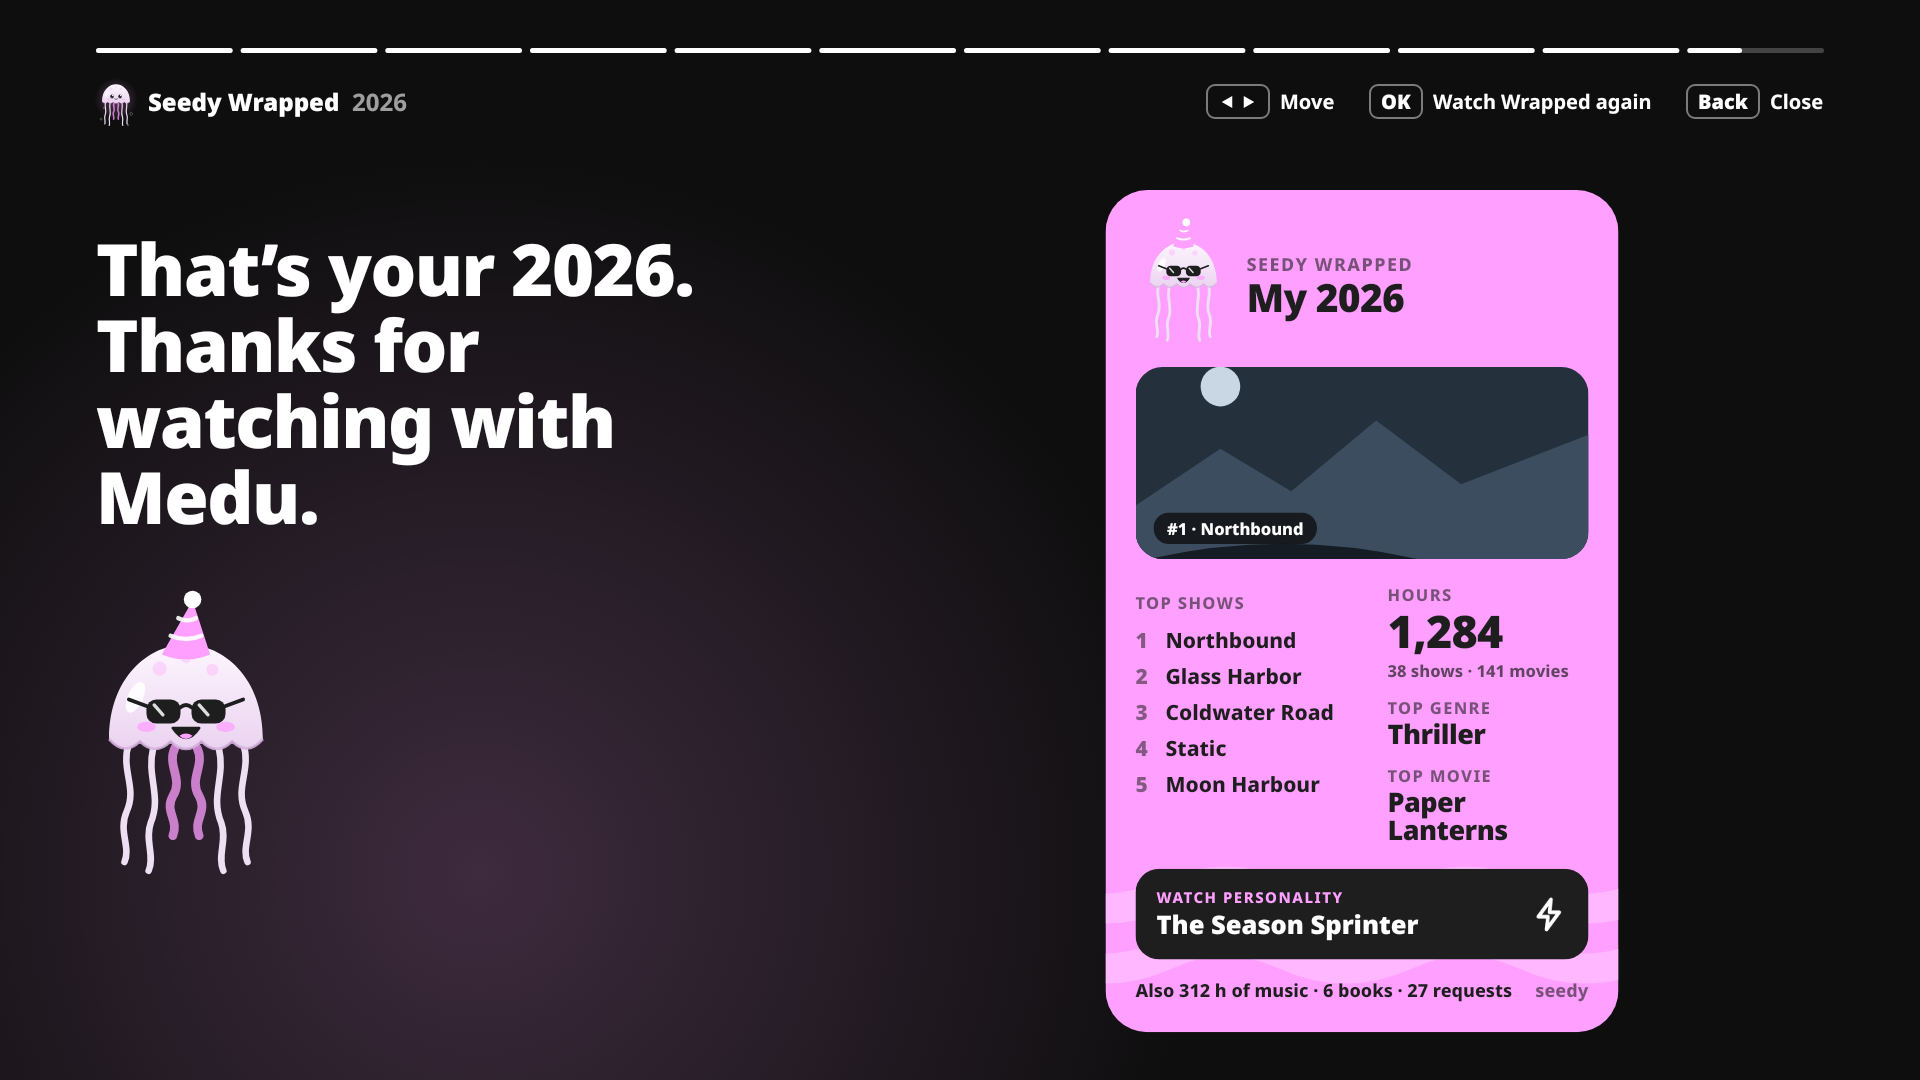 Seedy Wrapped 2026
◀ ▶ Move OK Watch Wrapped again Back Close
That’s your 2026.
Thanks for
watching with
Medu.
SEEDY WRAPPED
My 2026
#1 · Northbound
TOP SHOWS
1 Northbound
2 Glass Harbor
3 Coldwater Road
4 Static
5 Moon Harbour
HOURS
1,284
38 shows · 141 movies
TOP GENRE
Thriller
TOP MOVIE
Paper
Lanterns
WATCH PERSONALITY
The Season Sprinter
Also 312 h of music · 6 books · 27 requests seedy